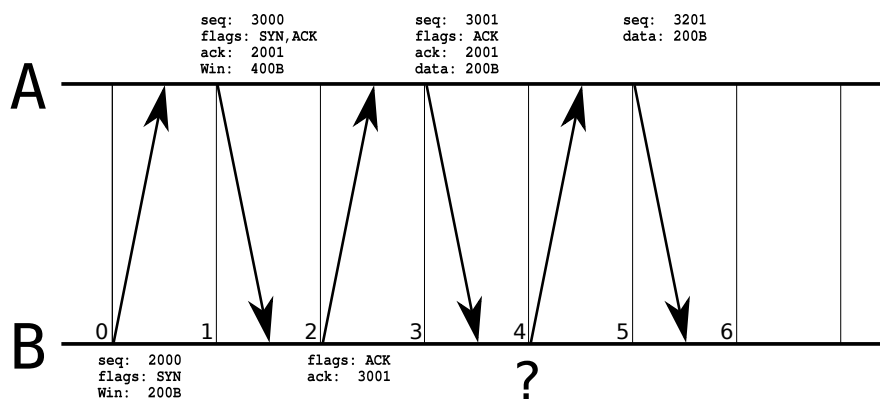 seq: 3000
flags: SYN,ACK
ack: 2001
Win: 400B
seq: 3001
flags: ACK
ack: 2001
data: 200B
seq: 3201
data: 200B
A
0 1 2 3 4 5 6
B
seq: 2000
flags: SYN
Win: 200B
flags: ACK
ack: 3001
?